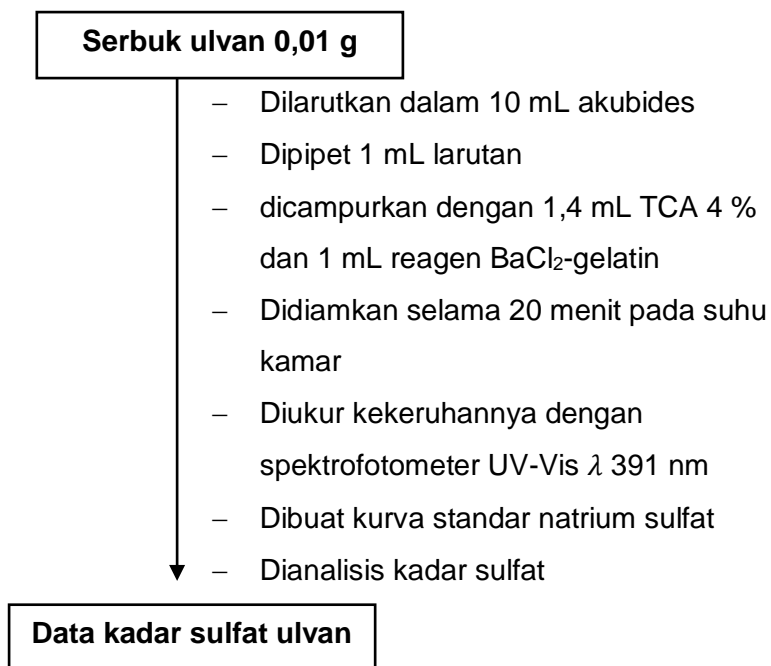 Serbuk ulvan 0,01 g
– Dilarutkan dalam 10 mL akubides
– Dipipet 1 mL larutan
– dicampurkan dengan 1,4 mL TCA 4 %
dan 1 mL reagen BaCl₂-gelatin
– Didiamkan selama 20 menit pada suhu
kamar
– Diukur kekeruhannya dengan
spektrofotometer UV-Vis 𝜆 391 nm
– Dibuat kurva standar natrium sulfat
– Dianalisis kadar sulfat
Data kadar sulfat ulvan